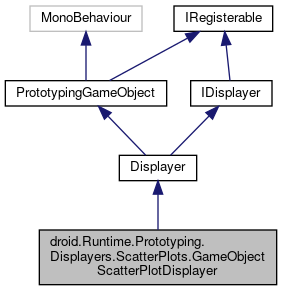 MonoBehaviour
IRegisterable
PrototypingGameObject
IDisplayer
Displayer
droid.Runtime.Prototyping.
Displayers.ScatterPlots.GameObject
ScatterPlotDisplayer